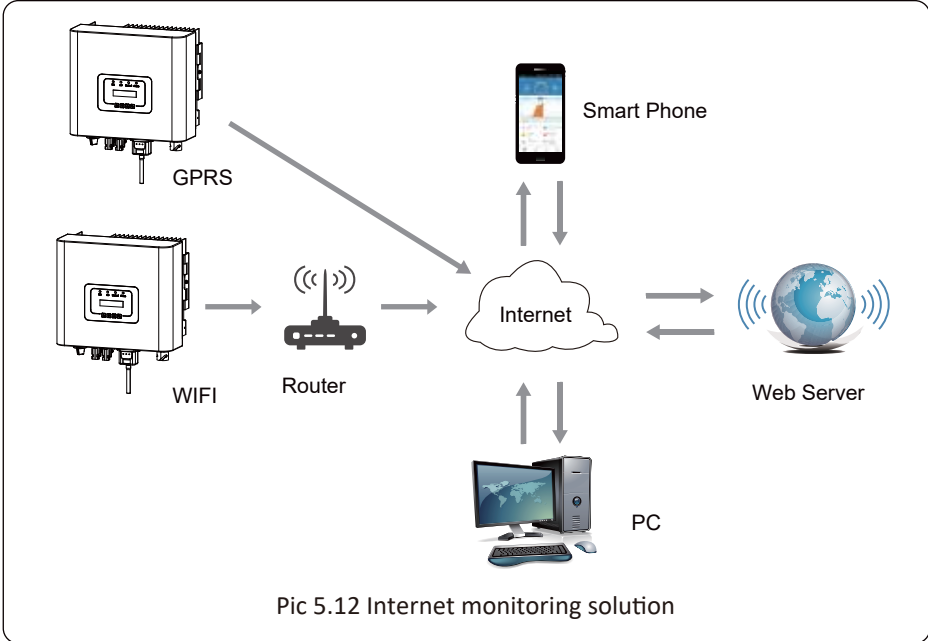 Smart Phone
GPRS
Internet
WIFI
Router
Web Server
PC
Pic 5.12 Internet monitoring solution